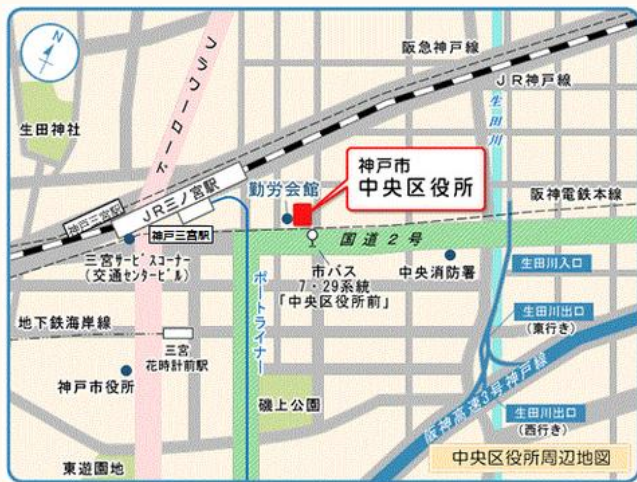 N
阪急神戸線
JR神戸線
フラワーロード
生田川
生田神社
神戸市
中央区役所
JR三ノ宮駅
勤労会館
神戸三宮駅
神戸三宮駅
阪神電鉄本線
国道2号
三宮サービスコーナー
(交通センタービル)
市バス
7・29系統
「中央区役所前」
中央消防署
生田川入口
ポートライナー
地下鉄海岸線
三宮
花時計前駅
生田川出口
(東行き)
神戸市役所
磯上公園
阪神高速3号神戸線
生田川出口
(西行き)
東遊園地
中央区役所周辺地図